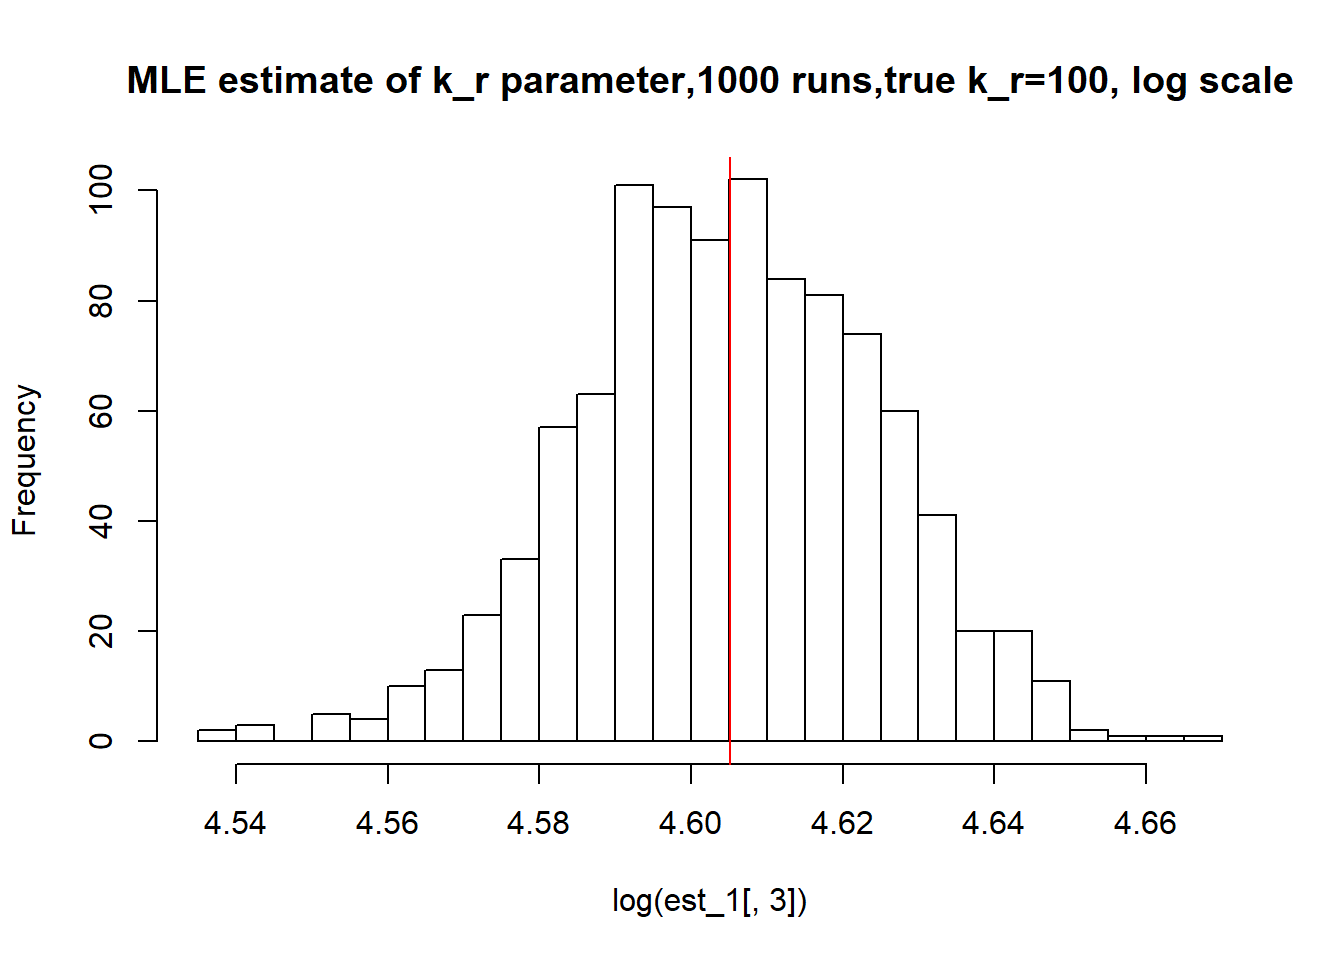 MLE estimate of k_r parameter,1000 runs,true k_r=100, log scale
Frequency
100
80
60
40
20
0
4.54 4.56 4.58 4.60 4.62 4.64 4.66
log(est_1[, 3])